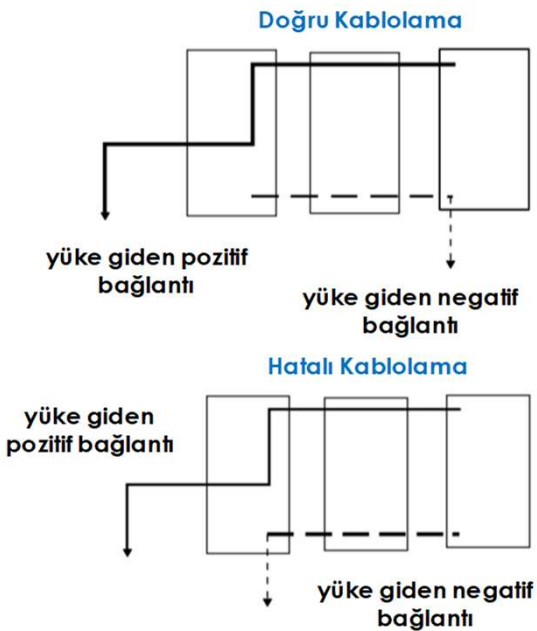 Doğru Kablolama
yüke giden pozitif
bağlantı
yüke giden negatif
bağlantı
Hatalı Kablolama
yüke giden
pozitif bağlantı
yüke giden negatif
bağlantı